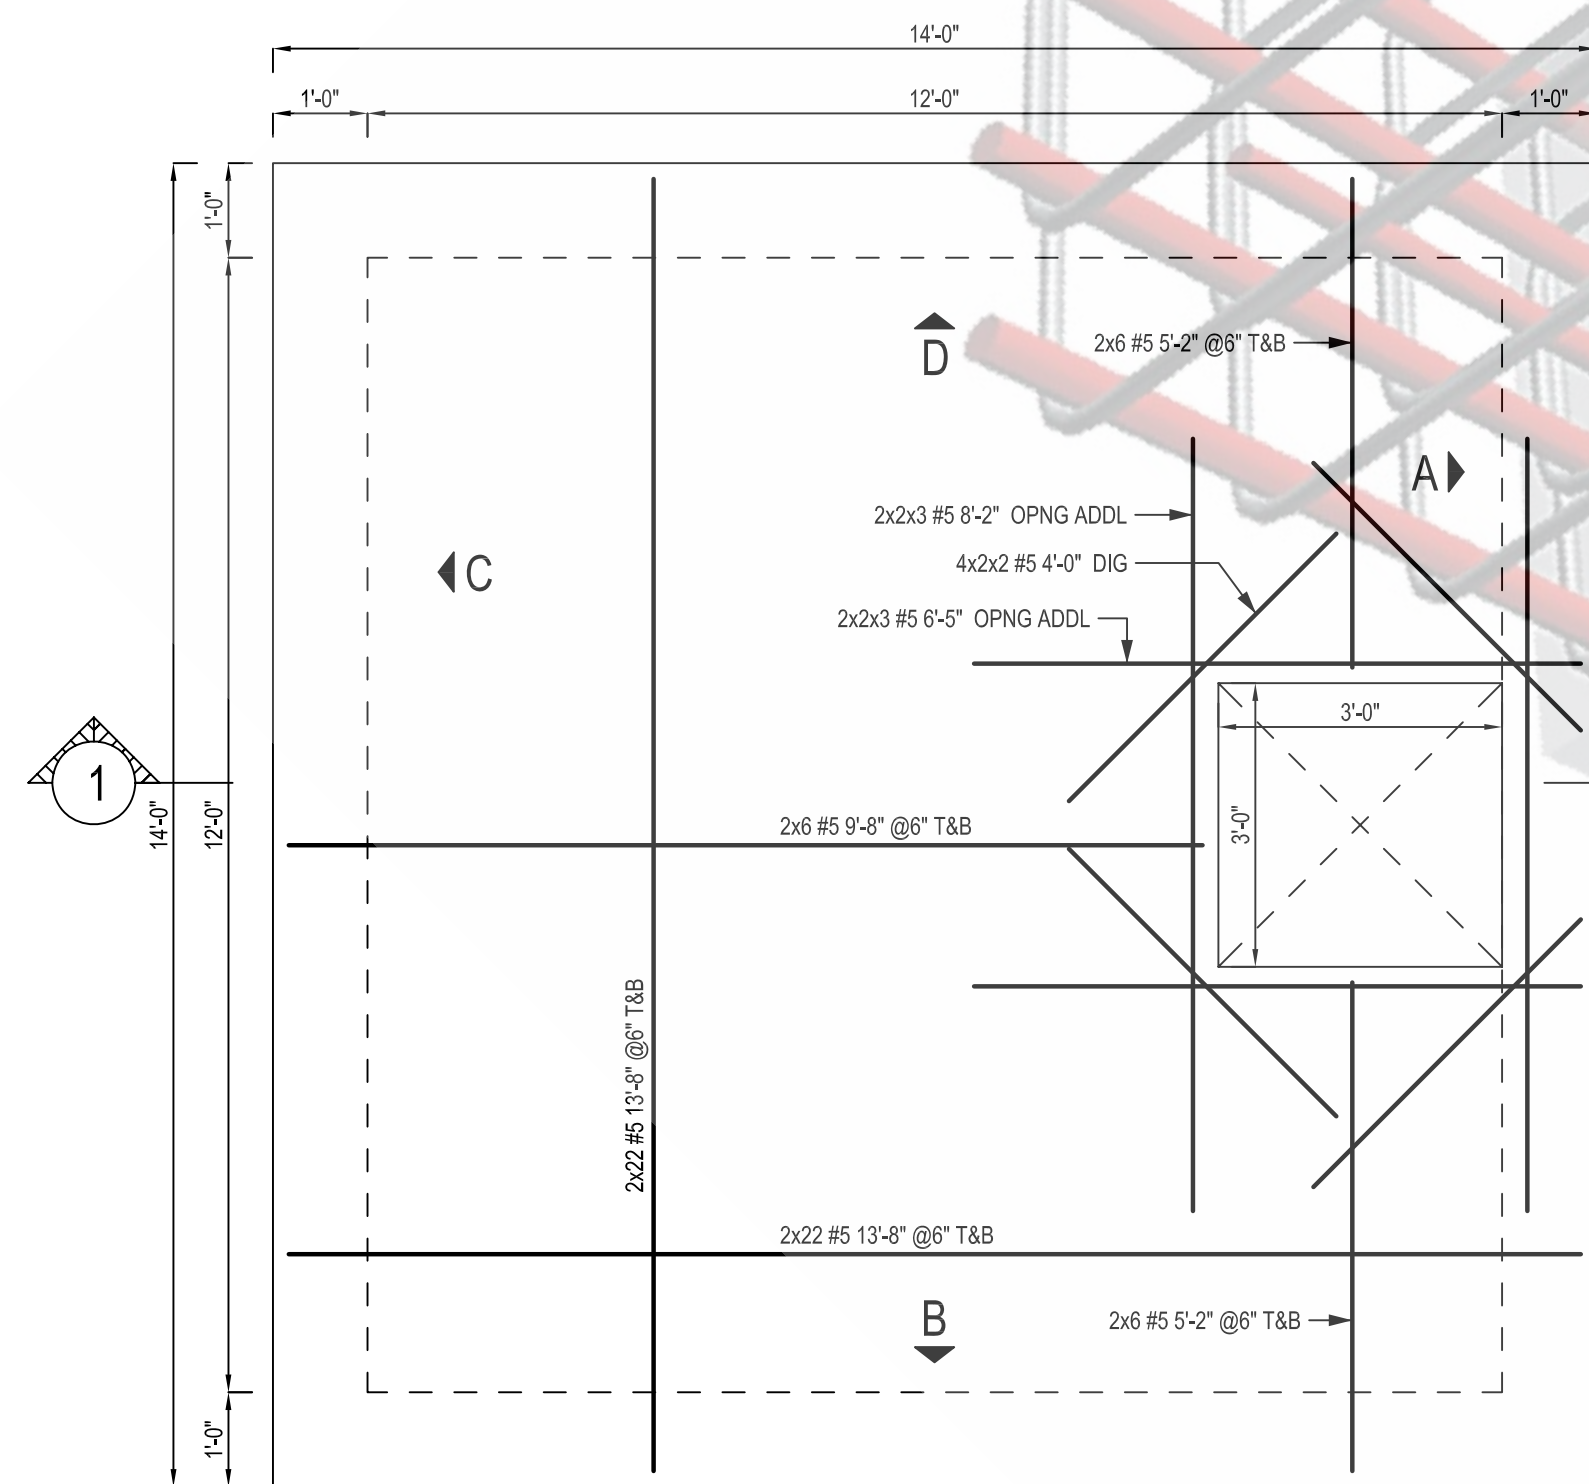 14'-0"
1'-0"
12'-0"
1'-0"
1'-0"
D
2x6 #5 5'-2" @6" T&B
A
2x2x3 #5 8'-2" OPNG ADDL
4x2x2 #5 4'-0" DIG
C
2x2x3 #5 6'-5" OPNG ADDL
3'-0"
1
14'-0"
12'-0"
3'-0"
2x6 #5 9'-8" @6" T&B
2x22 #5 13'-8" @6" T&B
2x22 #5 13'-8" @6" T&B
B
2x6 #5 5'-2" @6" T&B
1'-0"